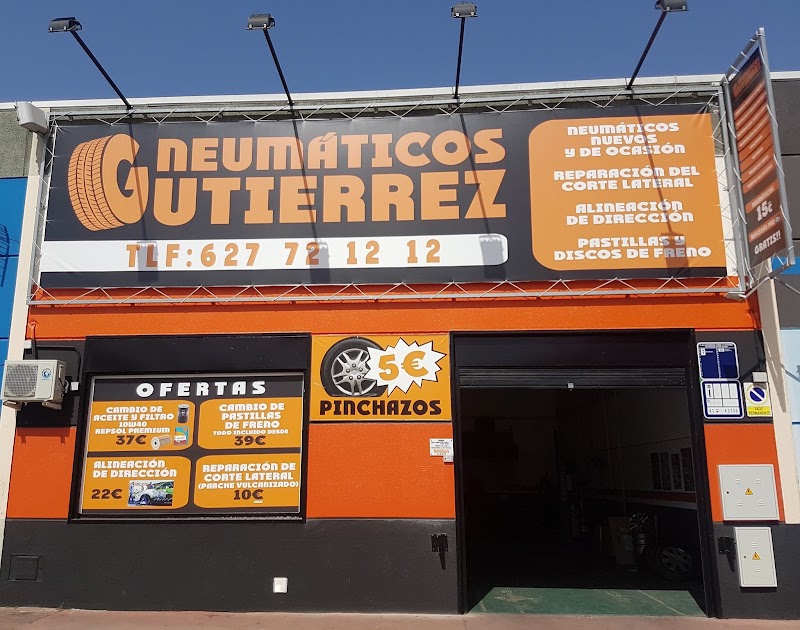 NEUMÁTICOS
GUTIERREZ
TLF: 627 72 12 12
NEUMÁTICOS
NUEVOS
Y DE OCASIÓN
REPARACIÓN DEL
CORTE LATERAL
ALINEACIÓN
DE DIRECCIÓN
PASTILLAS Y
DISCOS DE FRENO
15€
GRATIS!!
OFERTAS
CAMBIO DE
ACEITE Y FILTRO
10W40
REPSOL PREMIUM
37€
CAMBIO DE
PASTILLAS
DE FRENO
TODO INCLUIDO DESDE
39€
ALINEACIÓN
DE DIRECCIÓN
22€
REPARACIÓN DE
CORTE LATERAL
(PARCHE VULCANIZADO)
10€
5€
PINCHAZOS
VADO
PERMANENTE